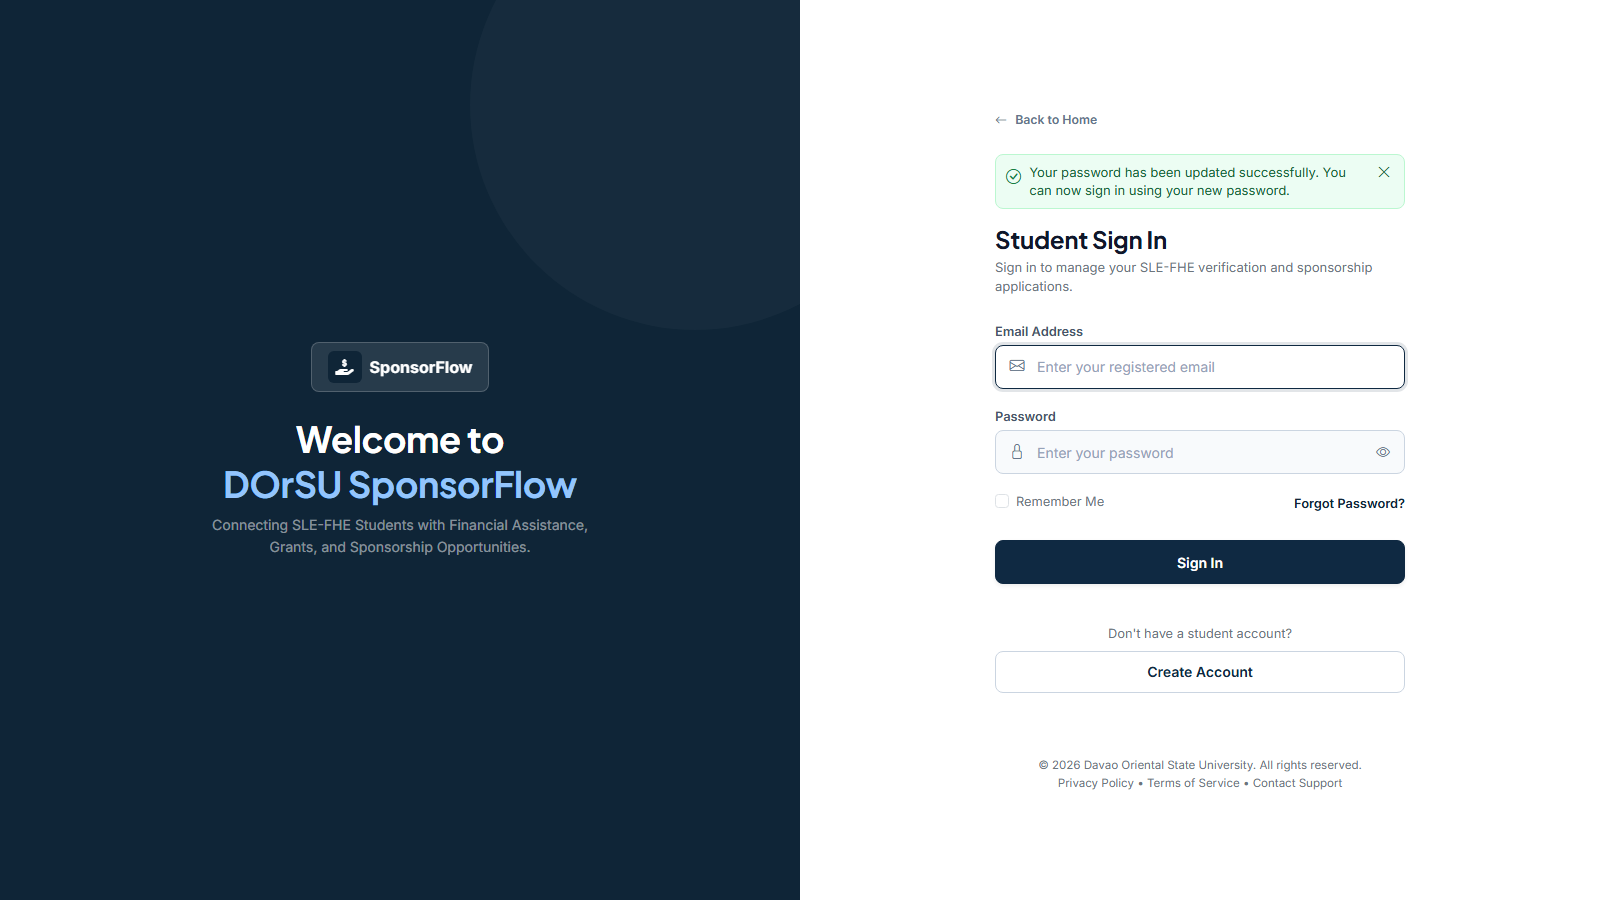 SponsorFlow
Welcome to
DOrSU SponsorFlow
Connecting SLE-FHE Students with Financial Assistance,
Grants, and Sponsorship Opportunities.
Back to Home
Your password has been updated successfully. You
can now sign in using your new password.
Student Sign In
Sign in to manage your SLE-FHE verification and sponsorship
applications.
Email Address
Enter your registered email
Password
Enter your password
Remember Me
Forgot Password?
Sign In
Don't have a student account?
Create Account
© 2026 Davao Oriental State University. All rights reserved.
Privacy Policy • Terms of Service • Contact Support